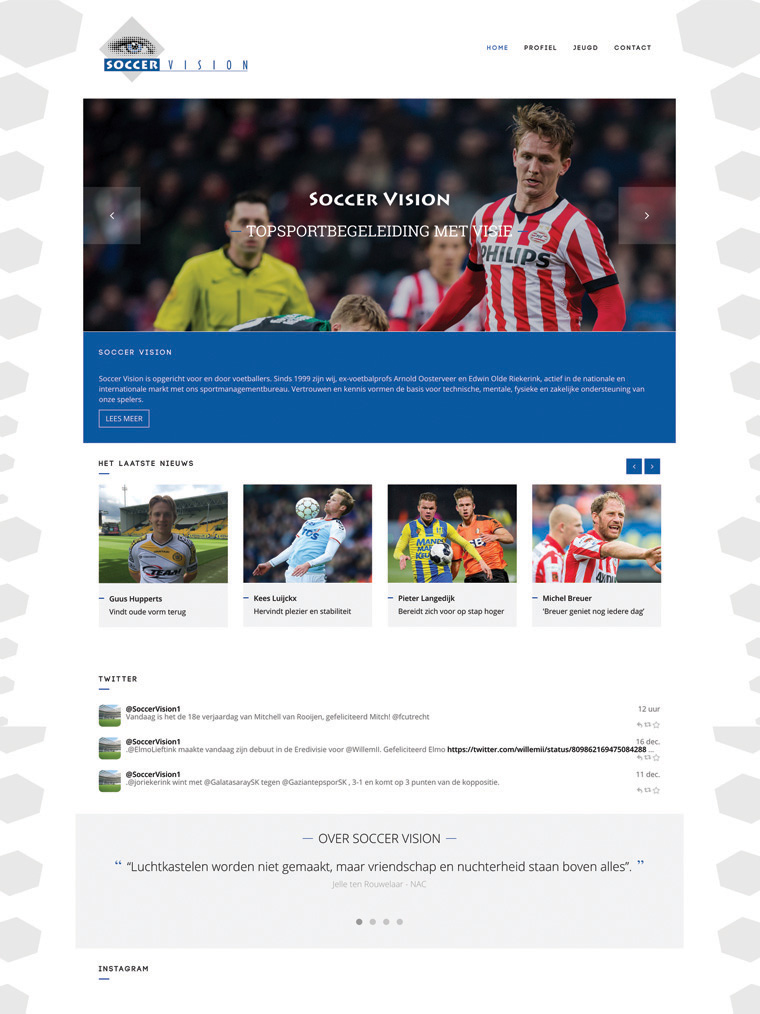 SOCCER VISION
HOME PROFIEL JEUGD CONTACT
SOCCER VISION
— TOPSPORTBEGELEIDING MET VISIE —
PHILIPS
SOCCER VISION
Soccer Vision is opgericht voor en door voetballers. Sinds 1999 zijn wij, ex-voetbalprofs Arnold Oosterveer en Edwin Olde Riekerink, actief in de nationale en
internationale markt met ons sportmanagementbureau. Vertrouwen en kennis vormen de basis voor technische, mentale, fysieke en zakelijke ondersteuning van
onze spelers.
LEES MEER
HET LAATSTE NIEUWS
TEAM
Guus Hupperts
Vindt oude vorm terug
Kees Luijckx
Hervindt plezier en stabiliteit
Pieter Langedijk
Bereidt zich voor op stap hoger
Michel Breuer
'Breuer geniet nog iedere dag'
TWITTER
@SoccerVision1 12 uur
Vandaag is het de 18e verjaardag van Mitchell van Rooijen, gefeliciteerd Mitch! @fcutrecht
@SoccerVision1 16 dec.
.@ElmoLieftink maakte vandaag zijn debuut in de Eredivisie voor @WillemII. Gefeliciteerd Elmo https://twitter.com/willemii/status/809862169475084288 ...
@SoccerVision1 11 dec.
.@joriekerink wint met @GalatasaraySK tegen @GaziantepsporSK , 3-1 en komt op 3 punten van de koppositie.
— OVER SOCCER VISION —
“ “Luchtkastelen worden niet gemaakt, maar vriendschap en nuchterheid staan boven alles”. ”
Jelle ten Rouwelaar - NAC
INSTAGRAM